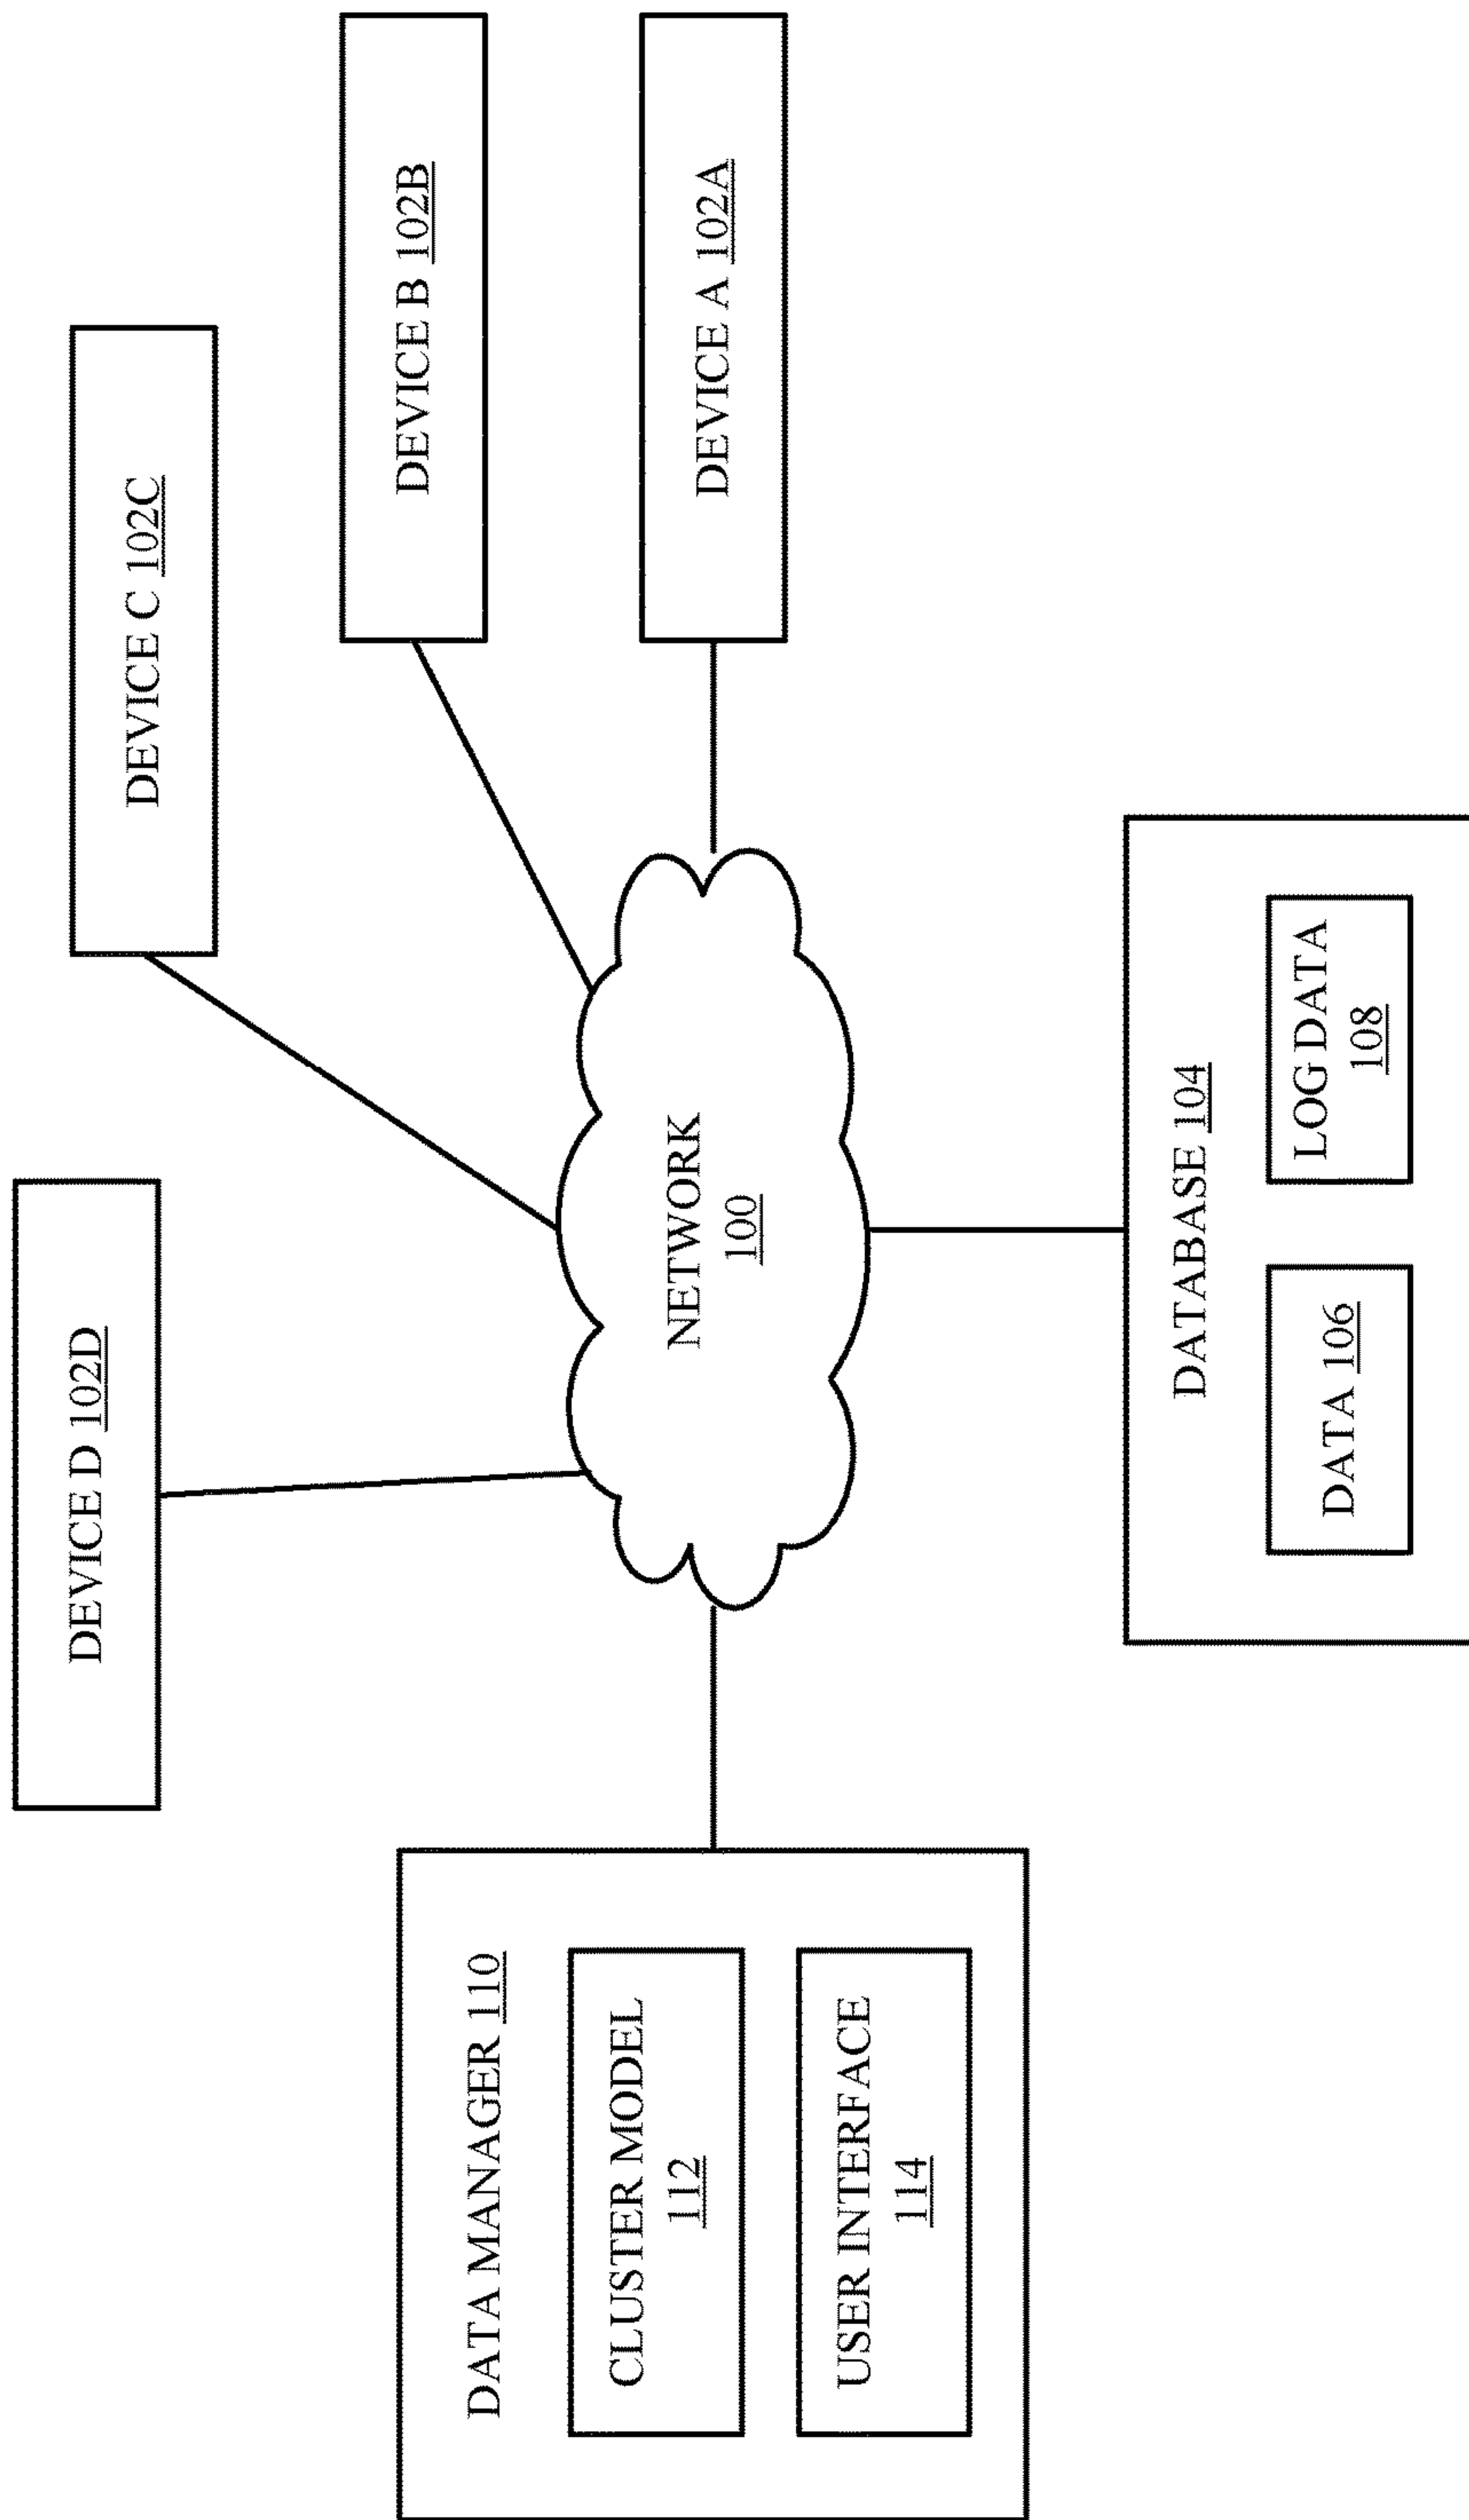 DEVICE D 102D
DEVICE C 102C
DEVICE B 102B
DEVICE A 102A
NETWORK
100
DATA MANAGER 110
CLUSTER MODEL
112
USER INTERFACE
114
DATABASE 104
DATA 106
LOG DATA
108